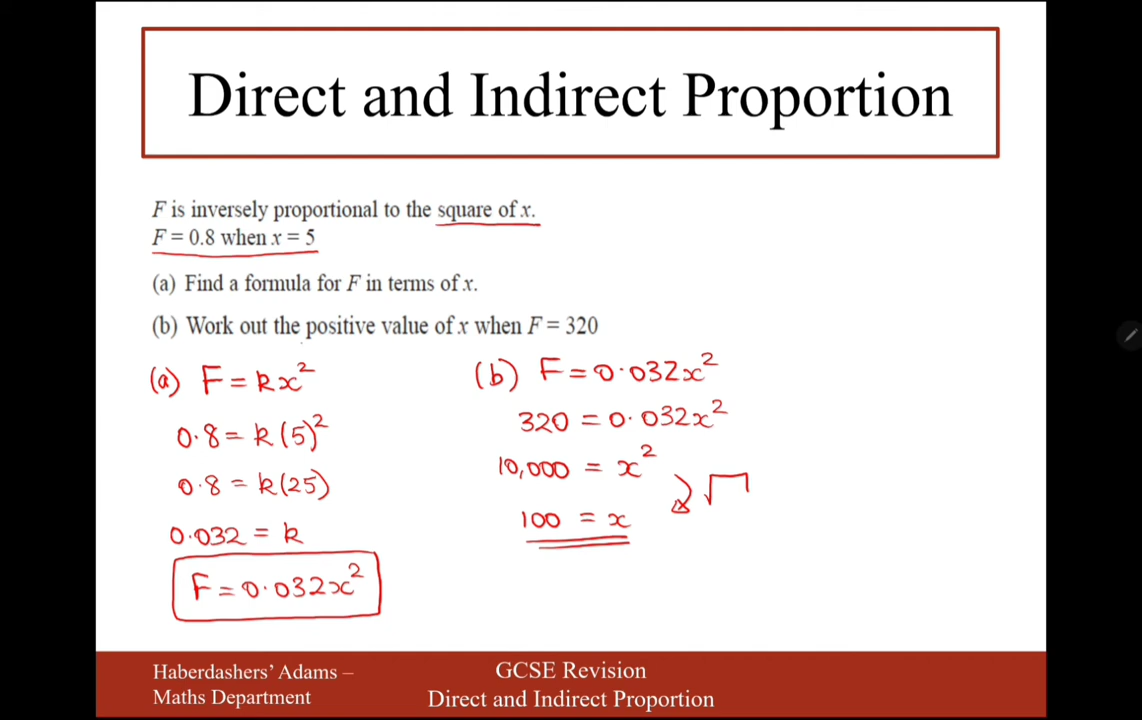 Direct and Indirect Proportion
F is inversely proportional to the square of x.
F = 0.8 when x = 5
(a) Find a formula for F in terms of x.
(b) Work out the positive value of x when F = 320
(a) F = kx²
0.8 = k(5)²
0.8 = k(25)
0.032 = k
F = 0.032x²
(b) F = 0.032x²
320 = 0.032x²
10,000 = x²
√
100 = x
Haberdashers’ Adams –
Maths Department
GCSE Revision
Direct and Indirect Proportion